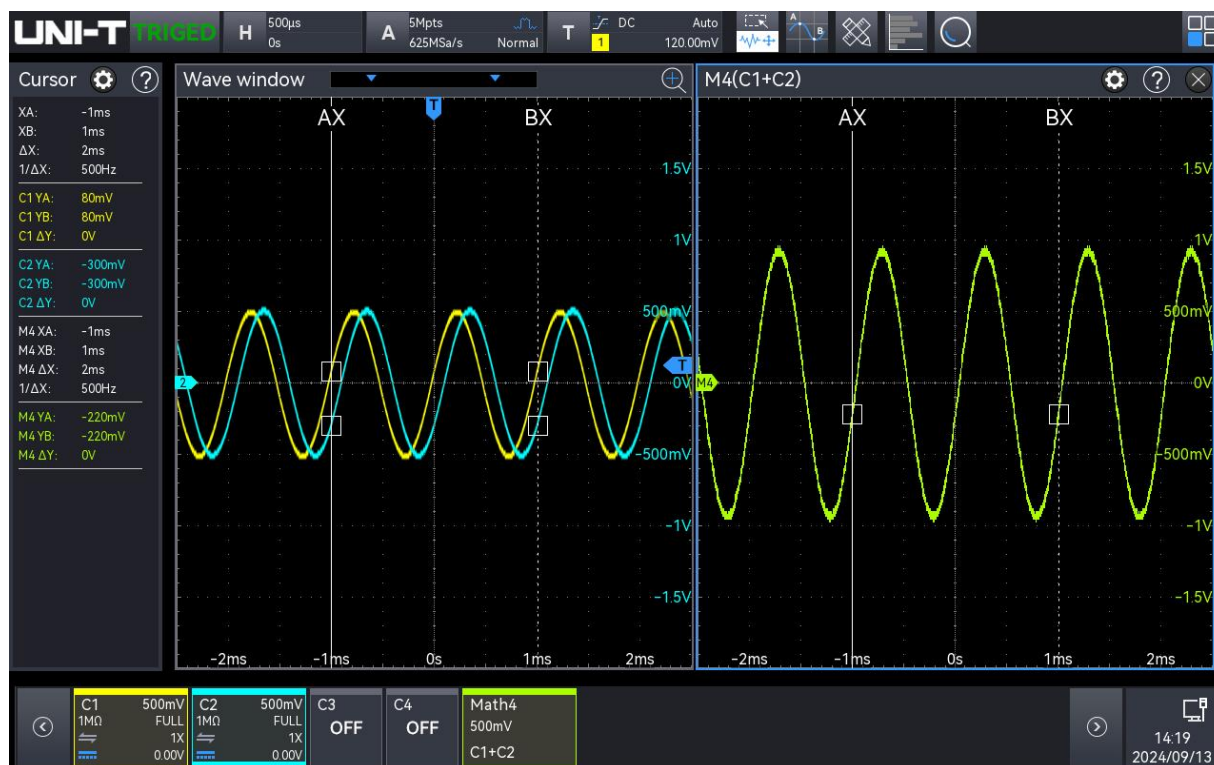 UNI-T TRIGED H 500μs 0s A 5Mpts 625MSa/s Normal T DC 1 Auto 120.00mV A B
Cursor ?
XA: -1ms
XB: 1ms
ΔX: 2ms
1/ΔX: 500Hz
C1 YA: 80mV
C1 YB: 80mV
C1 ΔY: 0V
C2 YA: -300mV
C2 YB: -300mV
C2 ΔY: 0V
M4 XA: -1ms
M4 XB: 1ms
M4 ΔX: 2ms
1/ΔX: 500Hz
M4 YA: -220mV
M4 YB: -220mV
M4 ΔY: 0V
Wave window
T
AX BX
1.5V
1V
500mV
T
2 0V
-500mV
-1V
-1.5V
-2ms -1ms 0s 1ms 2ms
M4(C1+C2) ?
AX BX
1.5V
1V
500mV
M4 0V
-500mV
-1V
-1.5V
-2ms -1ms 0s 1ms 2ms
C1 500mV
1MΩ FULL
1X
0.00V
C2 500mV
1MΩ FULL
1X
0.00V
C3
OFF
C4
OFF
Math4
500mV
C1+C2
14:19
2024/09/13